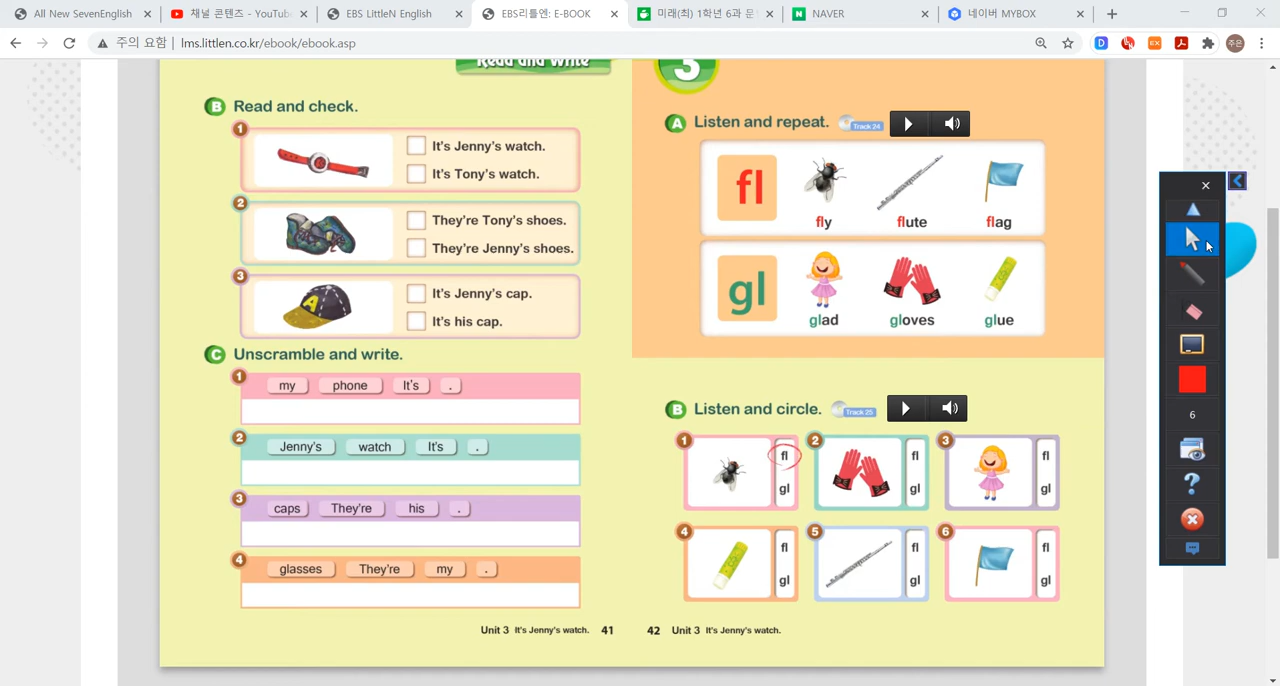 All New SevenEnglish
채널 콘텐츠 - YouTube
EBS LittleN English
EBS리틀엔: E-BOOK
미래(최) 1학년 6과 문
NAVER
네이버 MYBOX
주의 요함
lms.littlen.co.kr/ebook/ebook.asp
주은
Read and Write
B Read and check.
1
It's Jenny's watch.
It's Tony's watch.
2
They're Tony's shoes.
They're Jenny's shoes.
3
A
It's Jenny's cap.
It's his cap.
C Unscramble and write.
1
my phone It's .
2
Jenny's watch It's .
3
caps They're his .
4
glasses They're my .
Unit 3 It's Jenny's watch. 41
3
A Listen and repeat. Track 24
fl
fly flute flag
gl
glad gloves glue
B Listen and circle. Track 25
1 fl gl
2 fl gl
3 fl gl
4 fl gl
5 fl gl
6 fl gl
42 Unit 3 It's Jenny's watch.
6